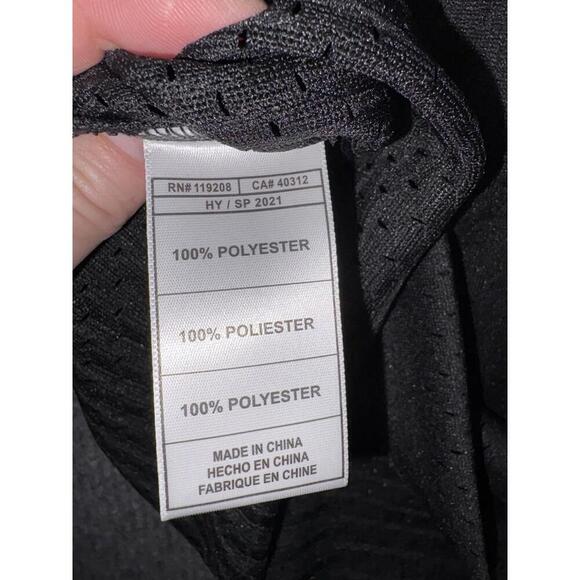 RN# 119208 CA# 40312
HY / SP 2021
100% POLYESTER
100% POLIESTER
100% POLYESTER
MADE IN CHINA
HECHO EN CHINA
FABRIQUE EN CHINE